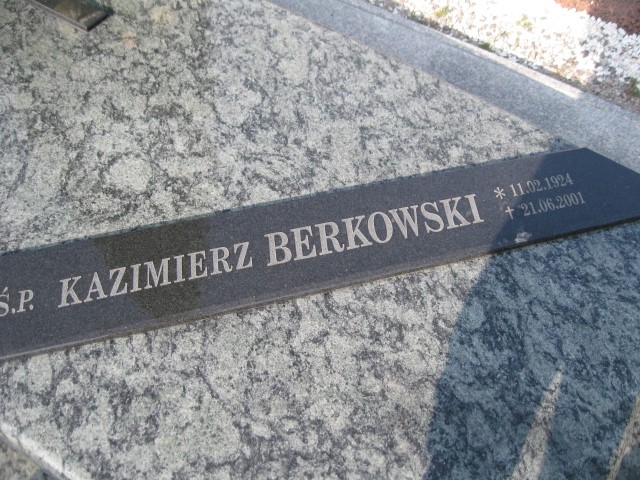 Ś.P. KAZIMIERZ BERKOWSKI
* 11.02.1924
✝ 21.06.2001